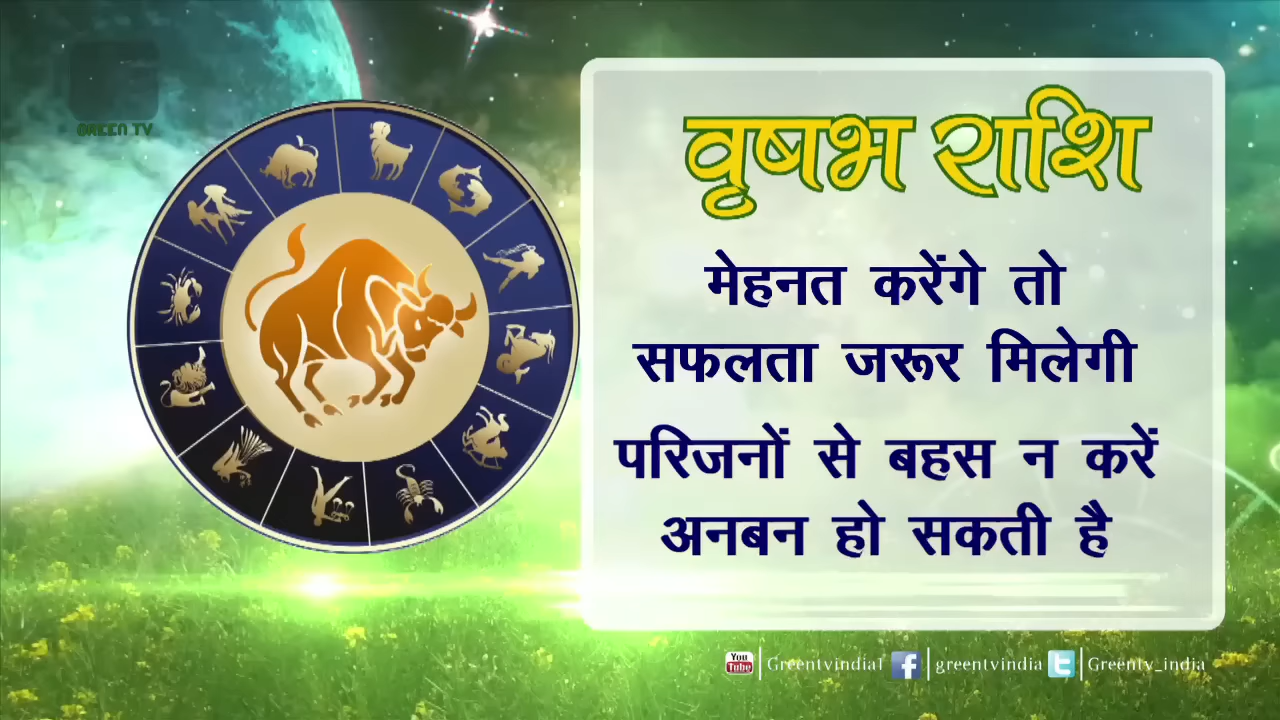 GREEN TV
वृषभ राशि
मेहनत करेंगे तो
सफलता जरूर मिलेगी
परिजनों से बहस न करें
अनबन हो सकती है
You Tube Greentvindia1 f greentvindia t Greentv_india